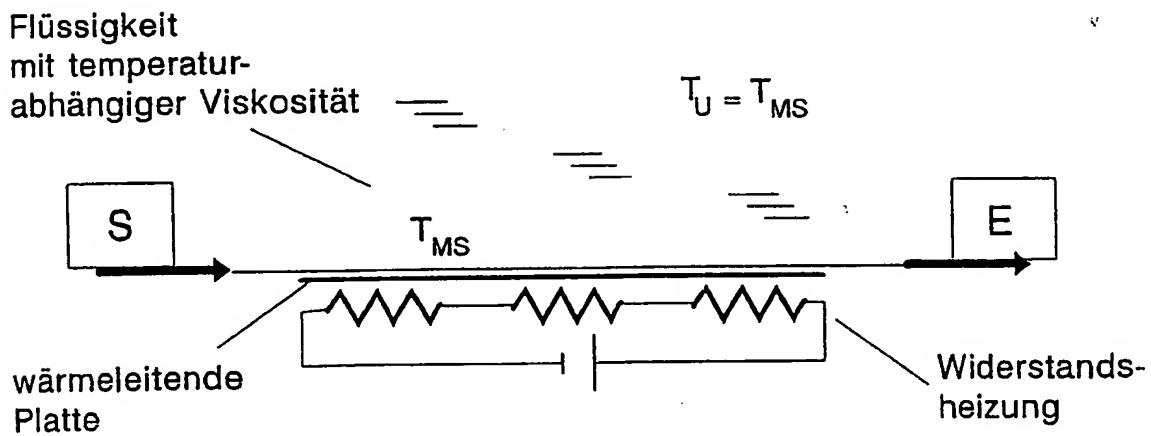 Flüssigkeit
mit temperatur-
abhängiger Viskosität
T_U = T_MS
S
E
T_MS
wärmeleitende
Platte
Widerstands-
heizung